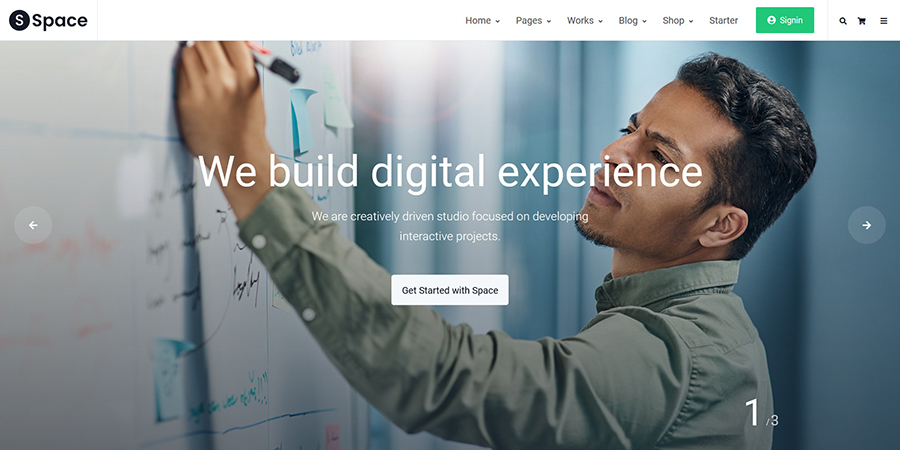 S Space
Home
Pages
Works
Blog
Shop
Starter
Signin
We build digital experience
We are creatively driven studio focused on developing
interactive projects.
Get Started with Space
1 / 3